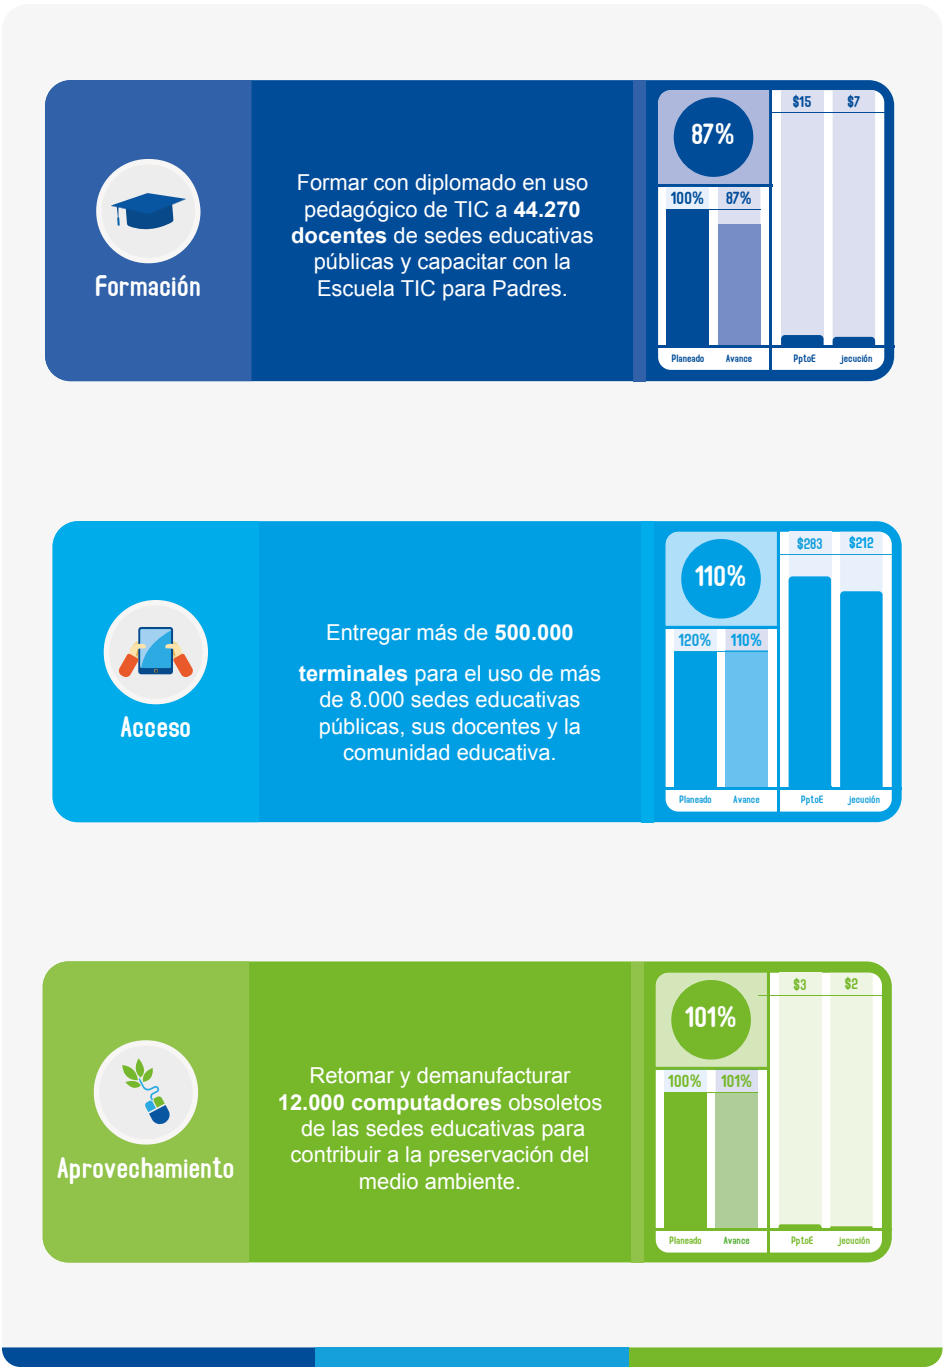 Formación
Formar con diplomado en uso
pedagógico de TIC a 44.270
docentes de sedes educativas
públicas y capacitar con la
Escuela TIC para Padres.
87%
100% 87%
$15 $7
Planeado Avance PptoE jecución
Acceso
Entregar más de 500.000
terminales para el uso de más
de 8.000 sedes educativas
públicas, sus docentes y la
comunidad educativa.
110%
120% 110%
$283 $212
Planeado Avance PptoE jecución
Aprovechamiento
Retomar y demanufacturar
12.000 computadores obsoletos
de las sedes educativas para
contribuir a la preservación del
medio ambiente.
101%
100% 101%
$3 $2
Planeado Avance PptoE jecución